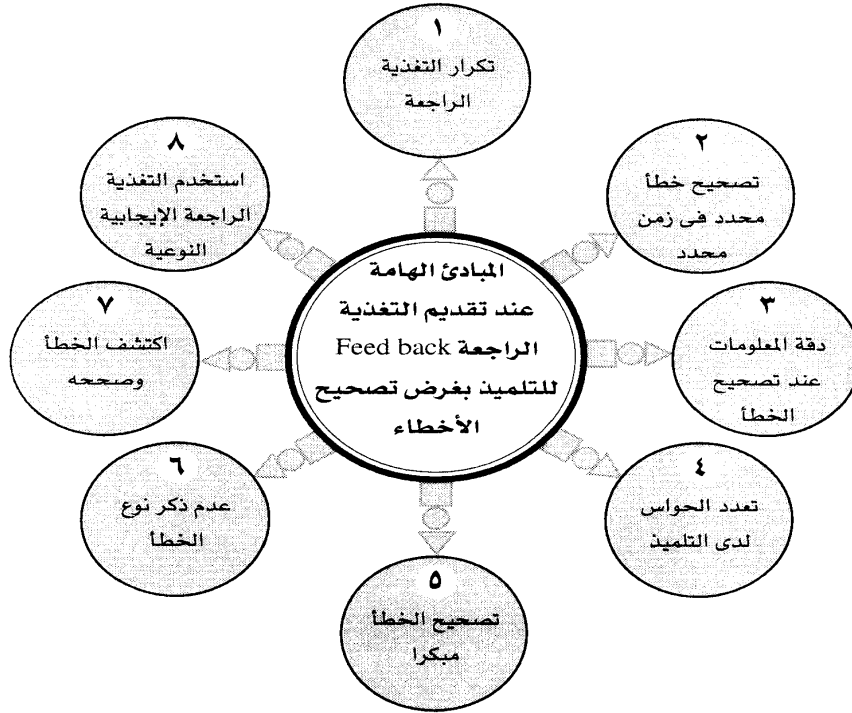 المبادئ الهامة
عند تقديم التغذية
الراجعة Feed back
للتلميذ بغرض تصحيح
الأخطاء
١
تكرار التغذية
الراجعة
٢
تصحيح خطأ
محدد فى زمن
محدد
٣
دقة المعلومات
عند تصحيح
الخطأ
٤
تعدد الحواس
لدى التلميذ
٥
تصحيح الخطأ
مبكرا
٦
عدم ذكر نوع
الخطأ
٧
اكتشف الخطأ
وصححه
٨
استخدم التغذية
الراجعة الإيجابية
النوعية